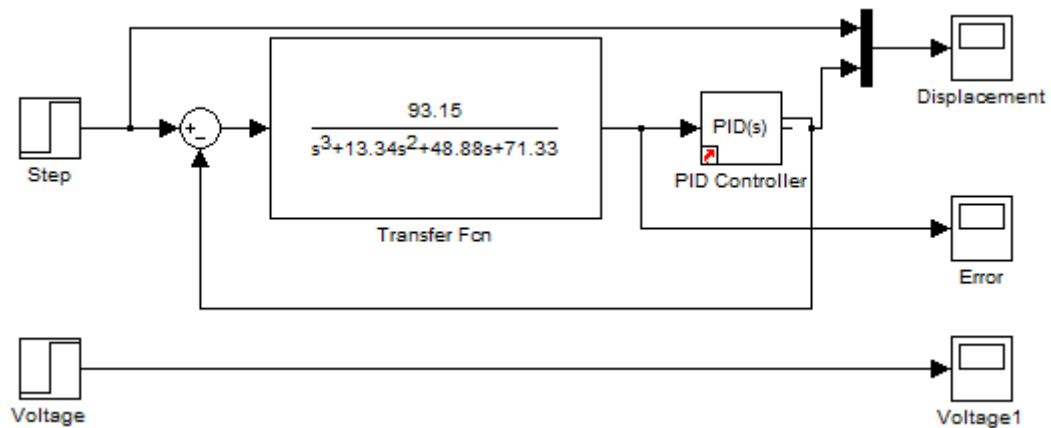 Step
+
−
93.15
s3+13.34s2+48.88s+71.33
Transfer Fcn
PID(s)
PID Controller
Displacement
Error
Voltage
Voltage1